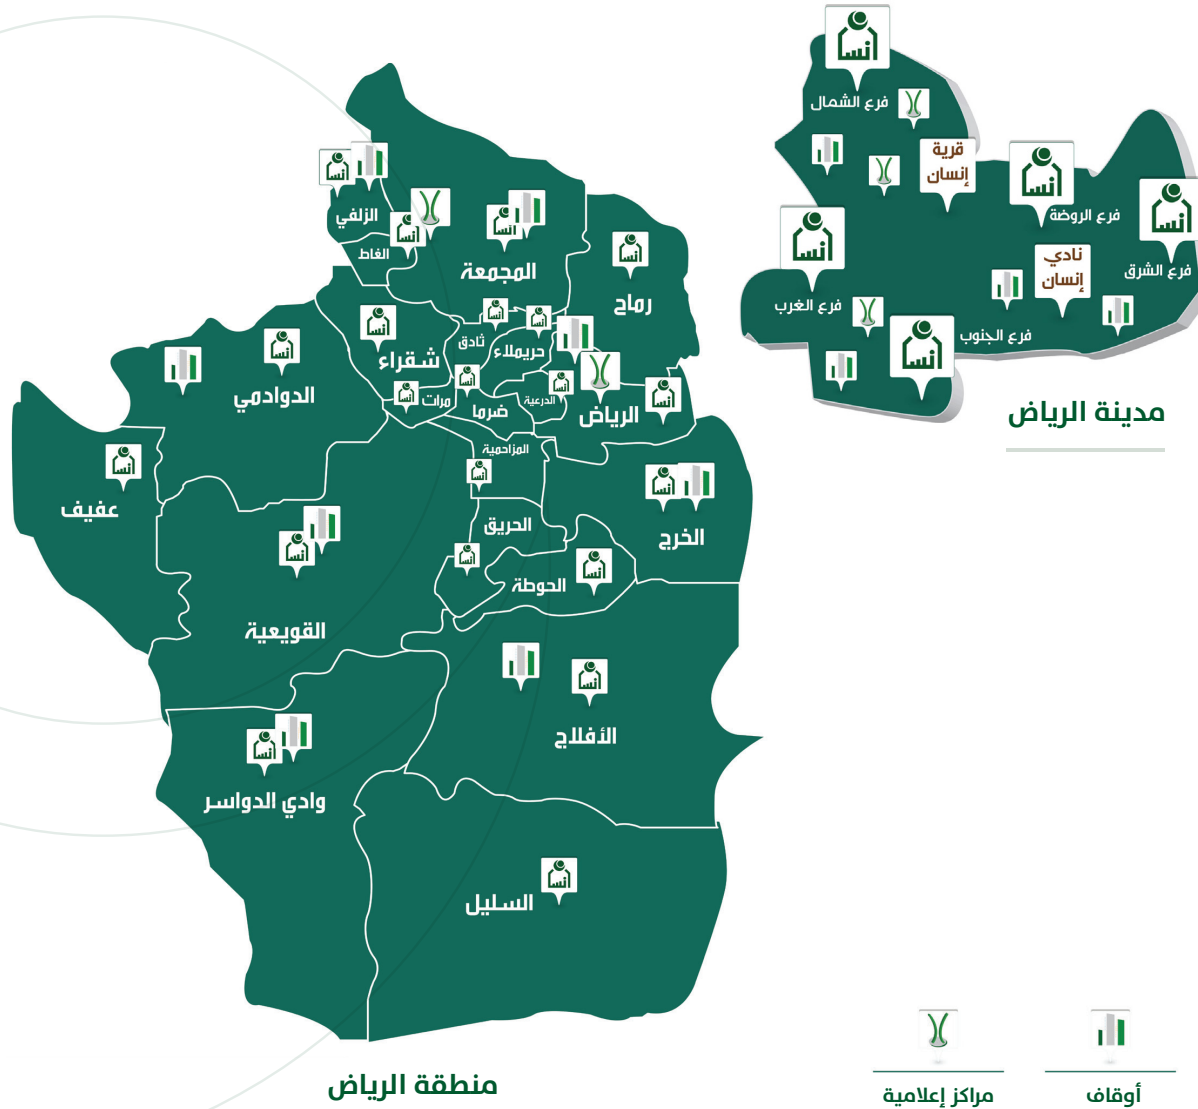 فرع الشمال
قرية
إنسان
فرع الروضة
فرع الشرق
نادي
إنسان
فرع الغرب
فرع الجنوب
مدينة الرياض
الزلفي
الغاط
المجمعة
رماح
ثادق
حريملاء
شقراء
الدوادمي
مرات
ضرما
الدرعية
الرياض
المزاحمية
عفيف
الحريق
الخرج
الحوطة
القويعية
الأفلاج
وادي الدواسر
السليل
منطقة الرياض
مراكز إعلامية
أوقاف